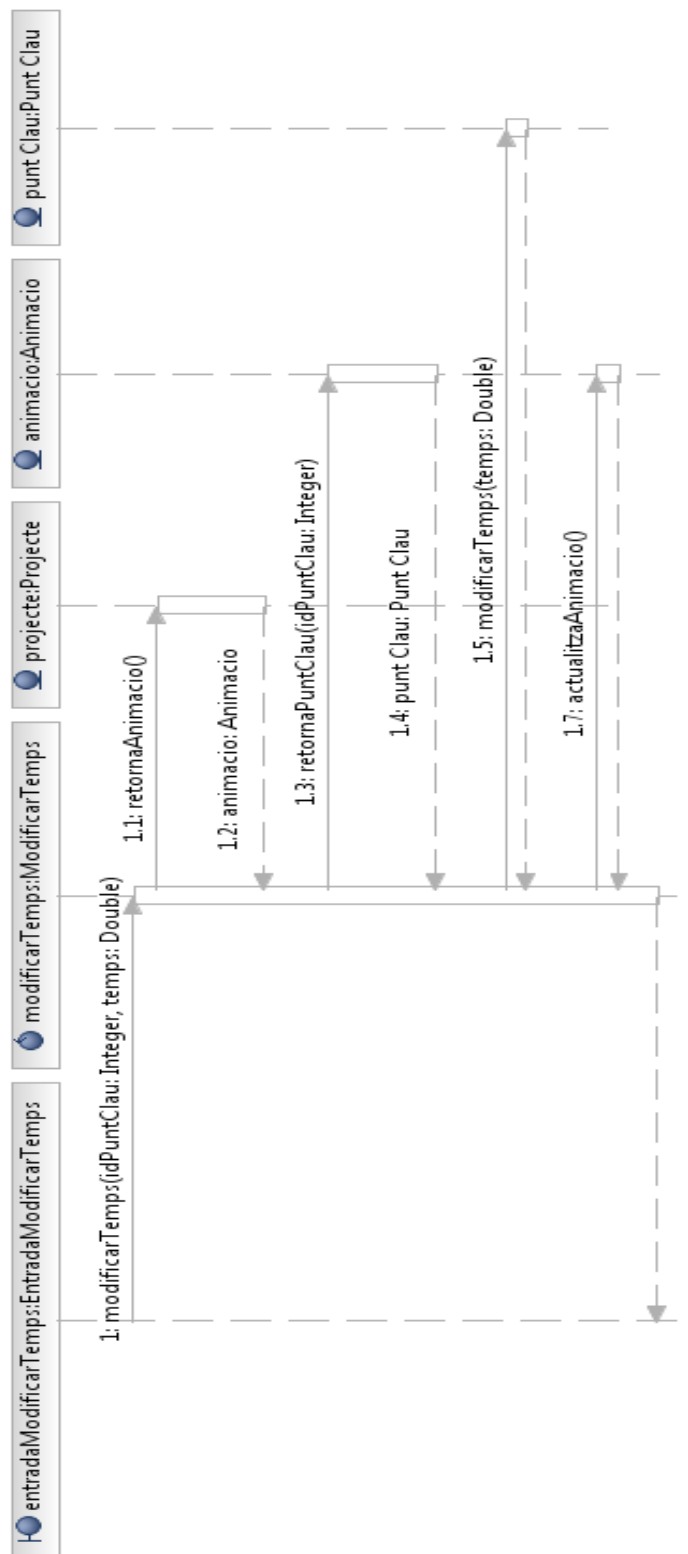 entradaModificarTemps:EntradaModificarTemps
modificarTemps:ModificarTemps
projecte:Projecte
animacio:Animacio
punt Clau:Punt Clau
1: modificarTemps(idPuntClau: Integer, temps: Double)
1.1: retornaAnimacio()
1.2: animacio: Animacio
1.3: retornaPuntClau(idPuntClau: Integer)
1.4: punt Clau: Punt Clau
1.5: modificarTemps(temps: Double)
1.7: actualitzaAnimacio()